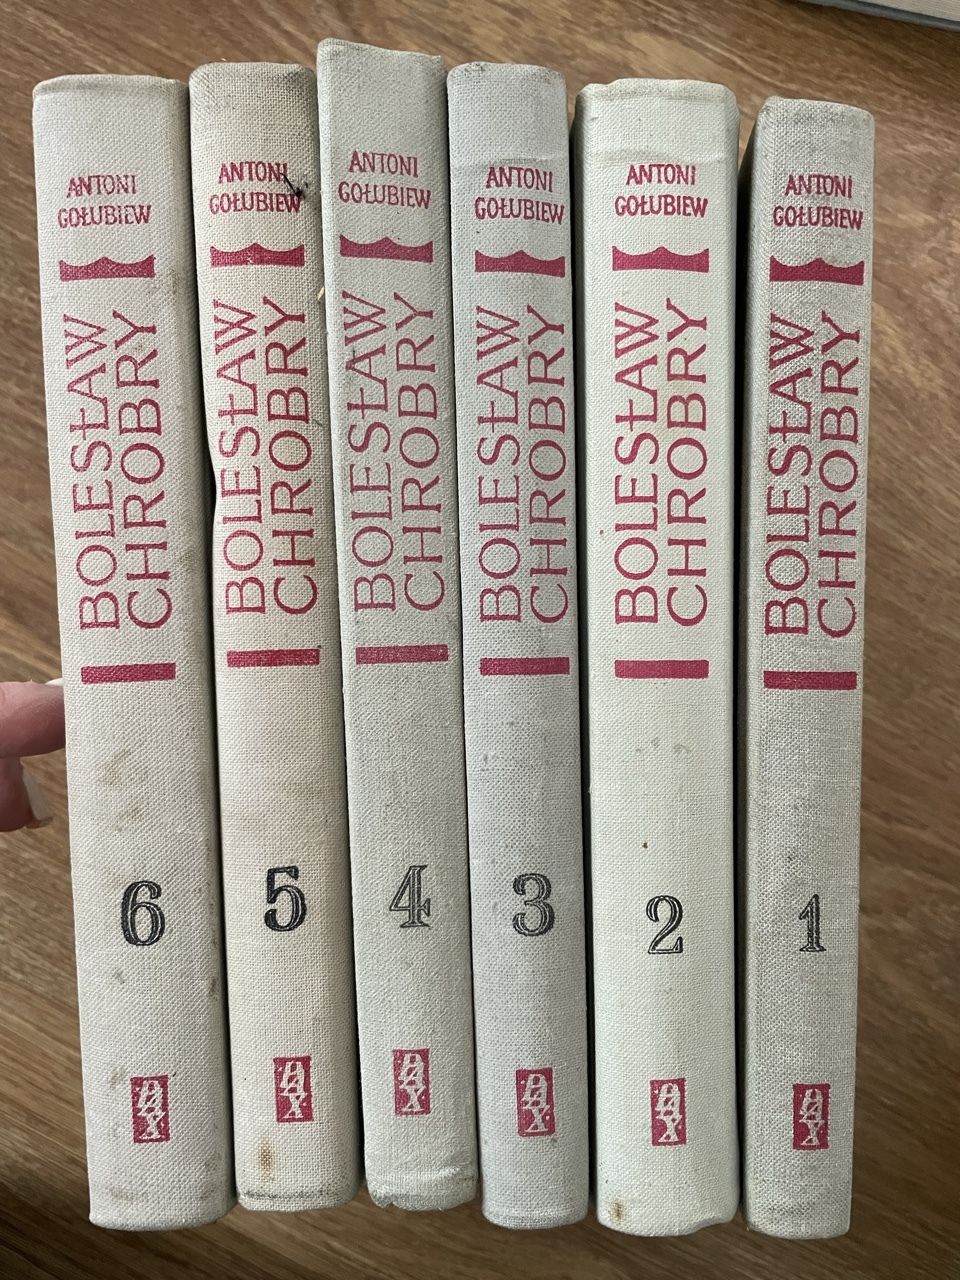 ANTONI
GOŁUBIEW
BOLESŁAW
CHROBRY
6
PAX
ANTONI
GOŁUBIEW
BOLESŁAW
CHROBRY
5
PAX
ANTONI
GOŁUBIEW
BOLESŁAW
CHROBRY
4
PAX
ANTONI
GOŁUBIEW
BOLESŁAW
CHROBRY
3
PAX
ANTONI
GOŁUBIEW
BOLESŁAW
CHROBRY
2
PAX
ANTONI
GOŁUBIEW
BOLESŁAW
CHROBRY
1
PAX